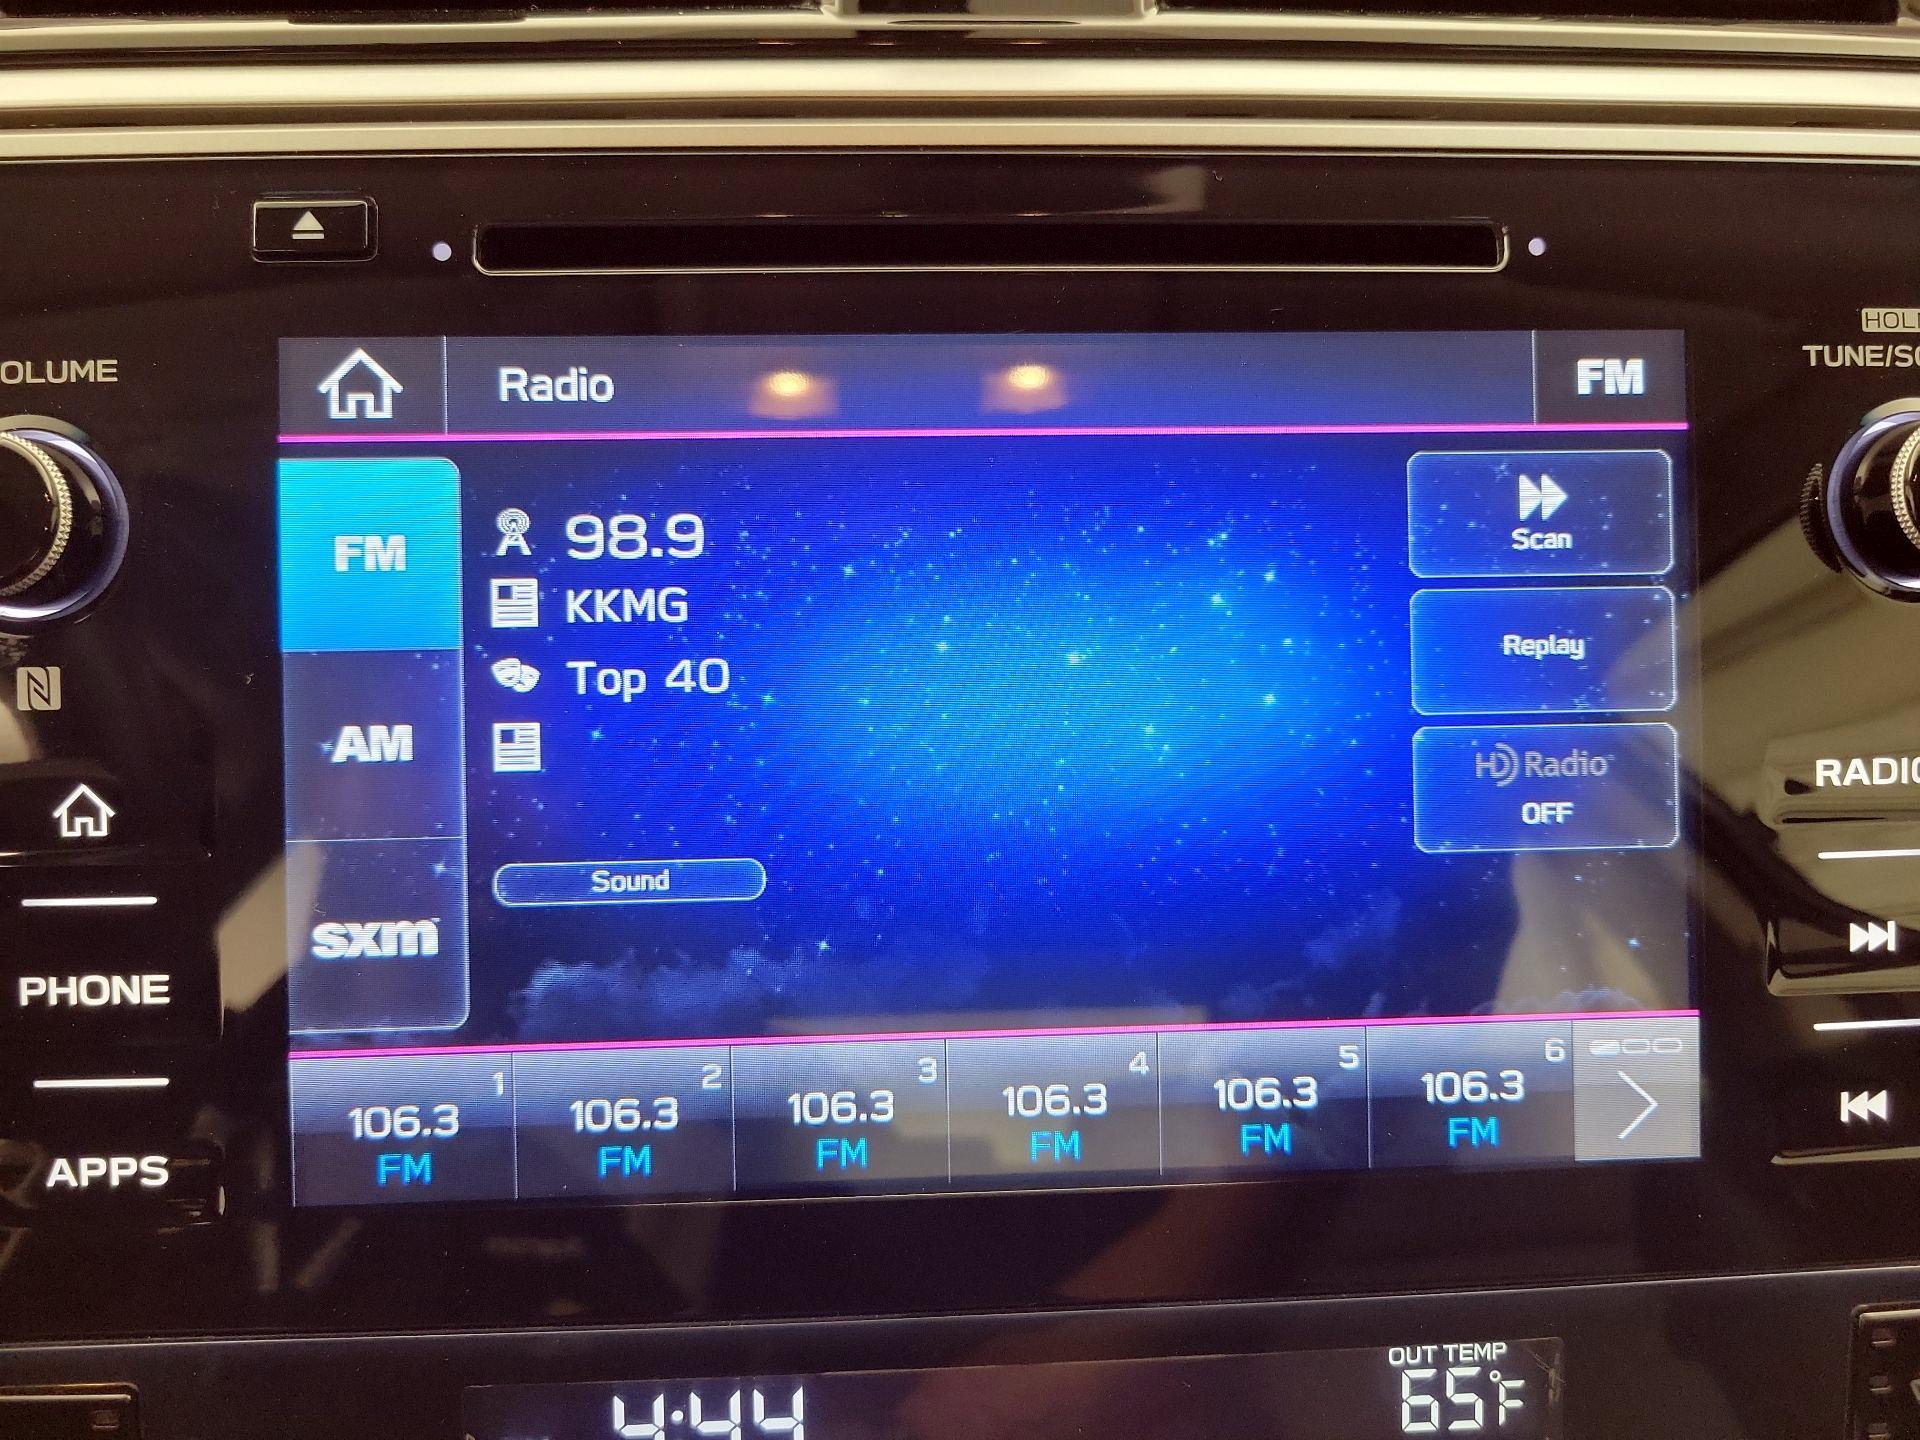 HOLD
VOLUME
TUNE/SC
Radio
FM
FM
98.9
KKMG
Top 40
AM
sxm
Sound
Scan
Replay
HD Radio
OFF
RADIO
PHONE
APPS
1
106.3
FM
2
106.3
FM
3
106.3
FM
4
106.3
FM
5
106.3
FM
6
106.3
FM
4:44
OUT TEMP
65°F